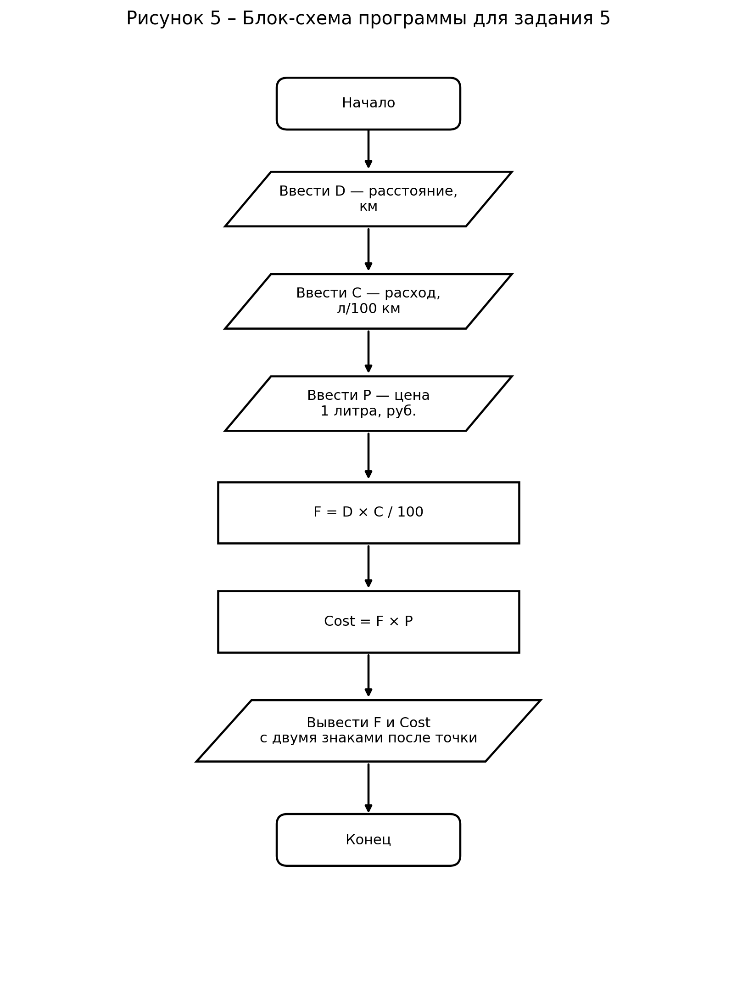 Рисунок 5 – Блок-схема программы для задания 5
Начало
Ввести D — расстояние,
км
Ввести C — расход,
л/100 км
Ввести P — цена
1 литра, руб.
F = D × C / 100
Cost = F × P
Вывести F и Cost
с двумя знаками после точки
Конец